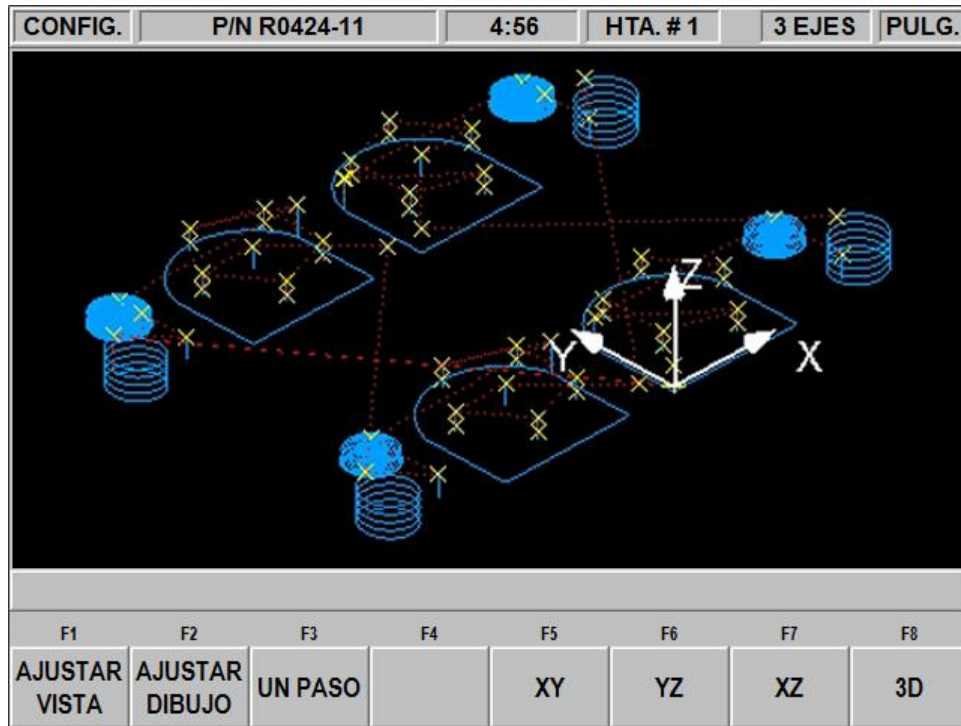 CONFIG. P/N R0424-11 4:56 HTA. # 1 3 EJES PULG.
Z
Y X
F1 F2 F3 F4 F5 F6 F7 F8
AJUSTAR VISTA
AJUSTAR DIBUJO
UN PASO
XY
YZ
XZ
3D